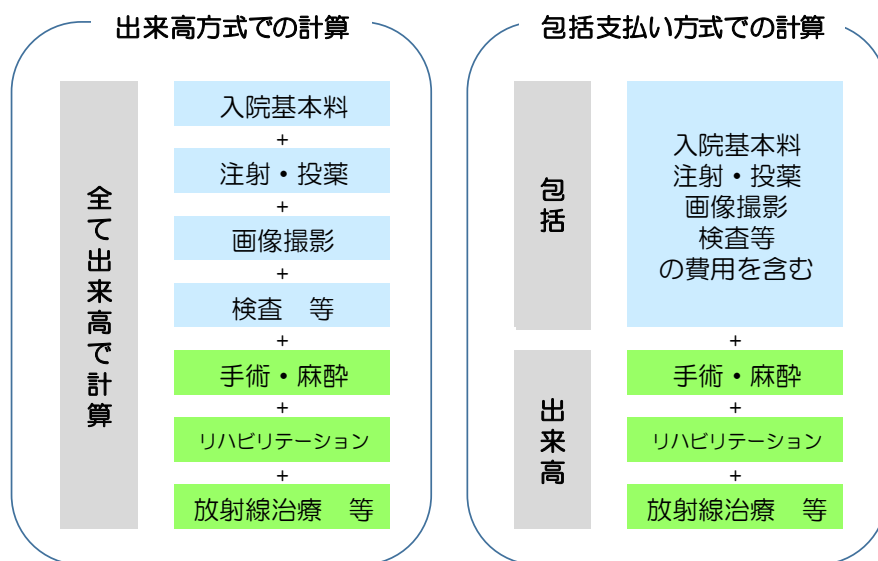 出来高方式での計算
全て出来高で計算
入院基本料
+
注射・投薬
+
画像撮影
+
検査　等
+
手術・麻酔
+
リハビリテーション
+
放射線治療　等
包括支払い方式での計算
包括
入院基本料
注射・投薬
画像撮影
検査等
の費用を含む
+
出来高
手術・麻酔
+
リハビリテーション
+
放射線治療　等